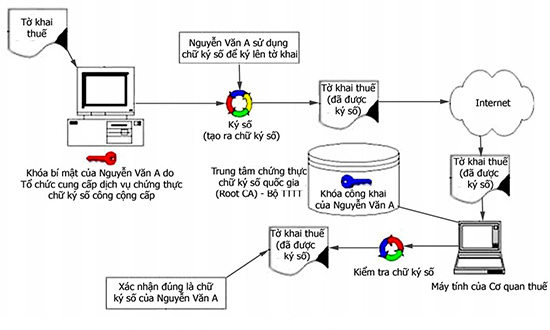 Tờ khai
thuế
Nguyễn Văn A sử dụng
chữ ký số để ký lên tờ khai
Ký số
(tạo ra chữ ký số)
Tờ khai thuế
(đã được
ký số)
Internet
Khóa bí mật của Nguyễn Văn A do
Tổ chức cung cấp dịch vụ chứng thực
chữ ký số công cộng cấp
Trung tâm chứng thực
chữ ký số quốc gia
(Root CA) - Bộ TTTT
Khóa công khai
của Nguyễn Văn A
Tờ khai thuế
(đã được
ký số)
Máy tính của Cơ quan thuế
Kiểm tra chữ ký số
Tờ khai thuế
(đã được
ký số)
Xác nhận đúng là chữ
ký số của Nguyễn Văn A